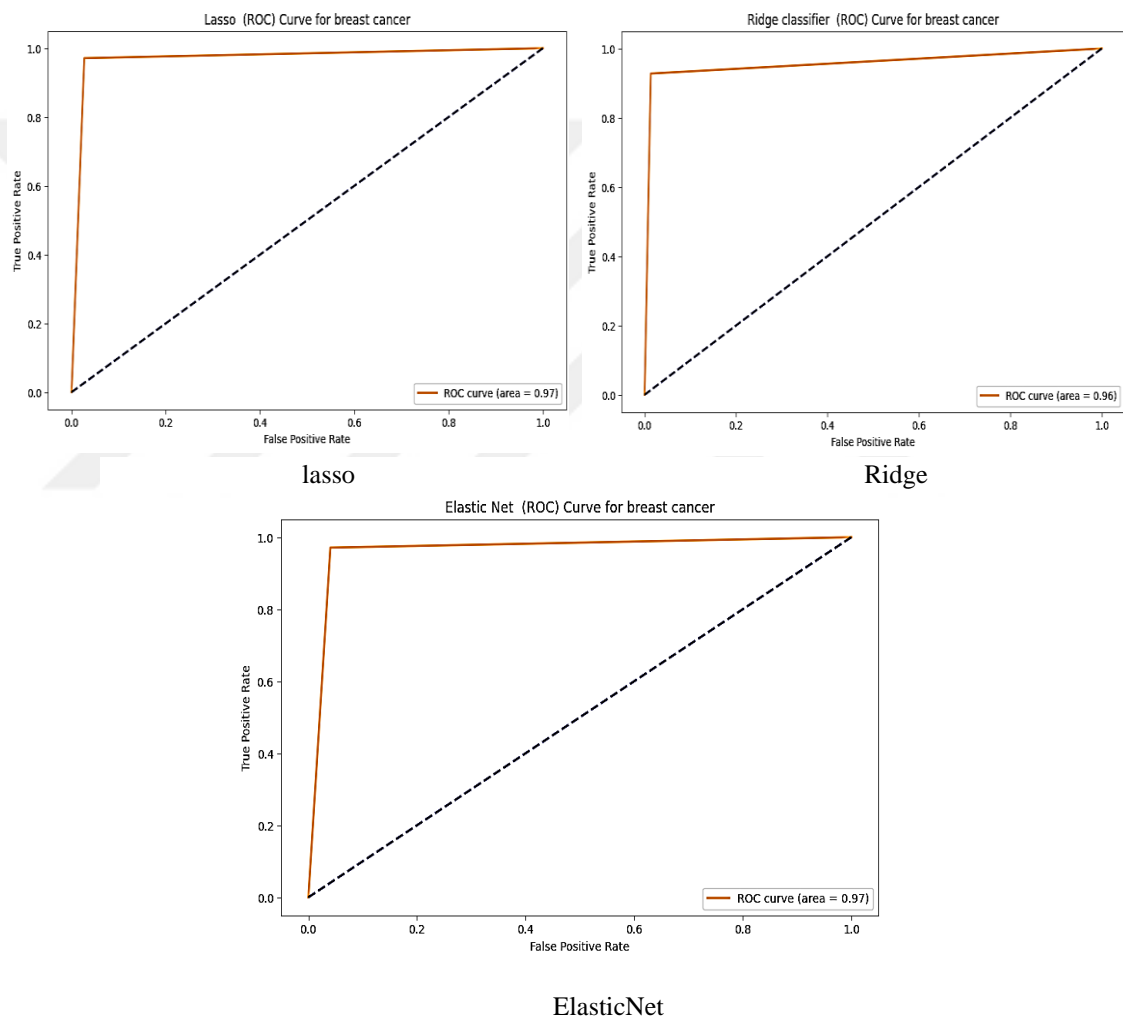 Lasso (ROC) Curve for breast cancer
1.0
0.8
0.6
0.4
0.2
0.0
True Positive Rate
ROC curve (area = 0.97)
0.0 0.2 0.4 0.6 0.8 1.0
False Positive Rate
lasso
Ridge classifier (ROC) Curve for breast cancer
1.0
0.8
0.6
0.4
0.2
0.0
True Positive Rate
ROC curve (area = 0.96)
0.0 0.2 0.4 0.6 0.8 1.0
False Positive Rate
Ridge
Elastic Net (ROC) Curve for breast cancer
1.0
0.8
0.6
0.4
0.2
0.0
True Positive Rate
ROC curve (area = 0.97)
0.0 0.2 0.4 0.6 0.8 1.0
False Positive Rate
ElasticNet